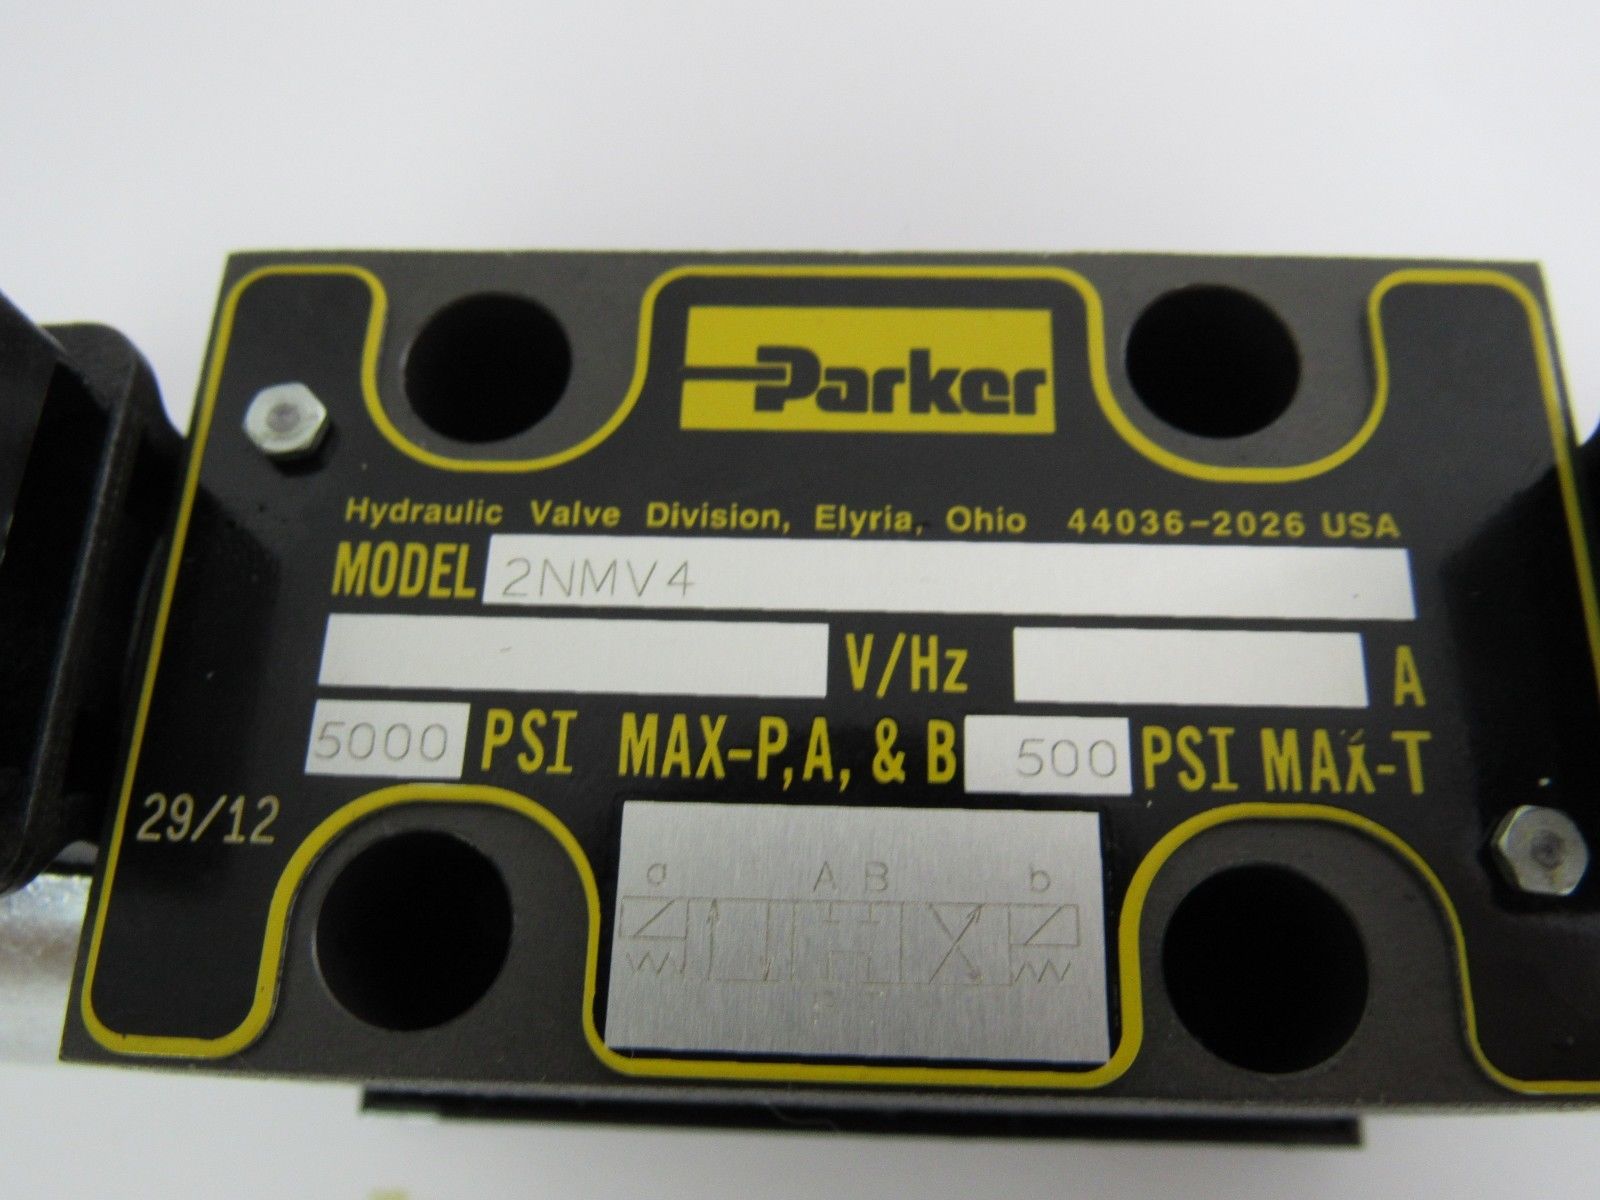 Parker
Hydraulic Valve Division, Elyria, Ohio 44036-2026 USA
MODEL 2NMV4
V/Hz A
5000 PSI MAX-P,A, & B 500 PSI MAX-T
29/12
a A B b